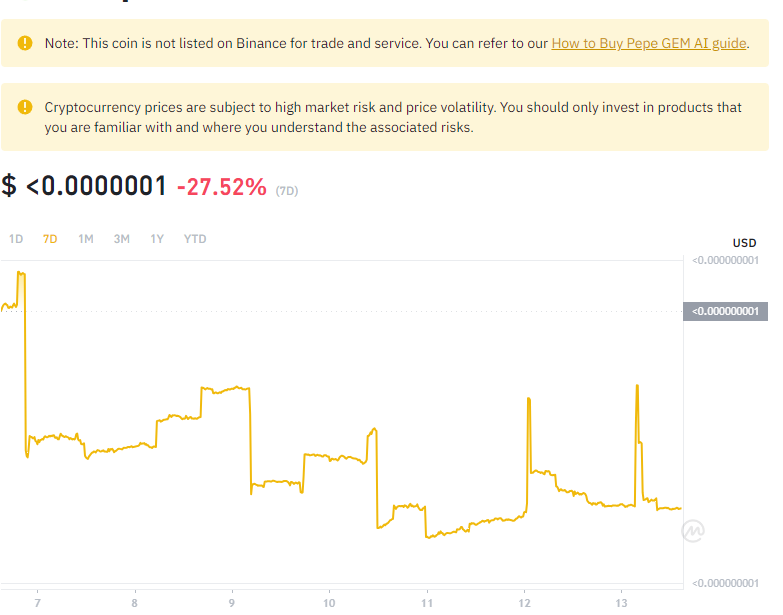 Note: This coin is not listed on Binance for trade and service. You can refer to our How to Buy Pepe GEM AI guide.
Cryptocurrency prices are subject to high market risk and price volatility. You should only invest in products that
you are familiar with and where you understand the associated risks.
$ <0.0000001 -27.52% (7D)
1D 7D 1M 3M 1Y YTD
USD
<0.000000001
<0.000000001
<0.000000001
7 8 9 10 11 12 13